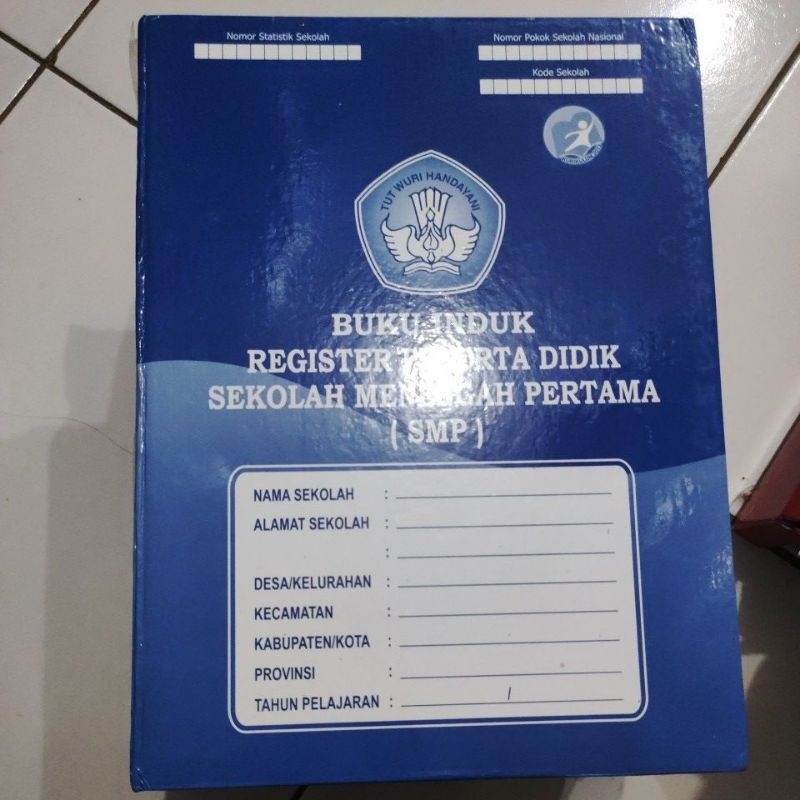 Nomor Statistik Sekolah
Nomor Pokok Sekolah Nasional
Kode Sekolah
TUT WURI HANDAYANI
BUKU INDUK
REGISTER DIDIK
SEKOLAH MENENGAH PERTAMA
( SMP )
NAMA SEKOLAH :
ALAMAT SEKOLAH :
:
DESA/KELURAHAN :
KECAMATAN :
KABUPATEN/KOTA :
PROVINSI :
TAHUN PELAJARAN : /